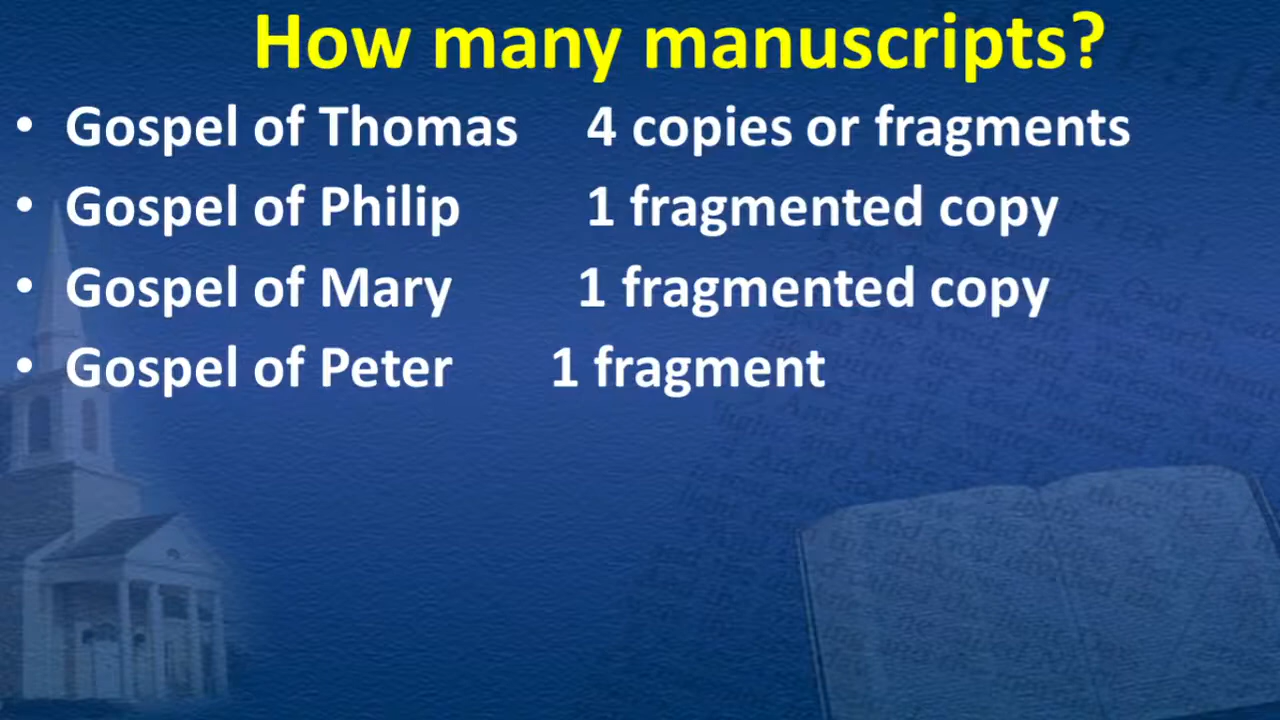 How many manuscripts?
• Gospel of Thomas 4 copies or fragments
• Gospel of Philip 1 fragmented copy
• Gospel of Mary 1 fragmented copy
• Gospel of Peter 1 fragment